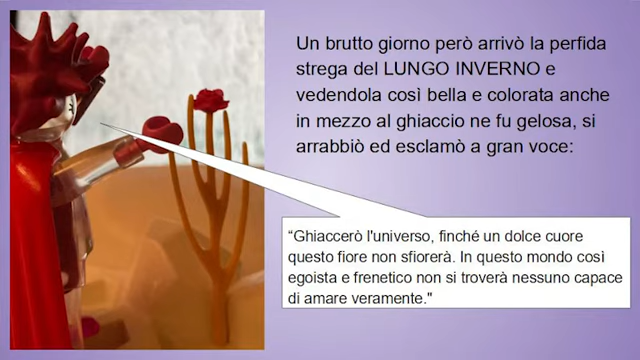 Un brutto giorno però arrivò la perfida
strega del LUNGO INVERNO e
vedendola così bella e colorata anche
in mezzo al ghiaccio ne fu gelosa, si
arrabbiò ed esclamò a gran voce:
“Ghiaccerò l'universo, finché un dolce cuore
questo fiore non sfiorerà. In questo mondo così
egoista e frenetico non si troverà nessuno capace
di amare veramente."